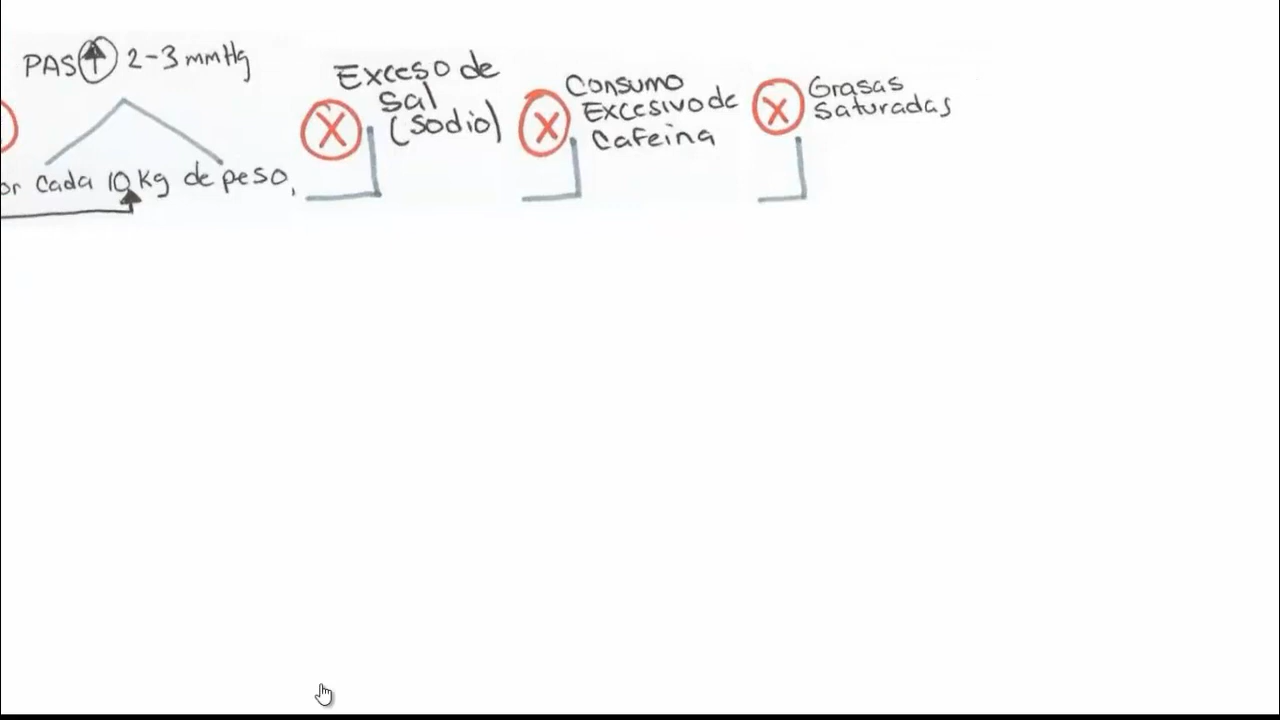 PAS 2-3 mmHg
or cada 10 Kg de peso,
Exceso de
sal
(sodio)
Consumo
Excesivo de
cafeina
Grasas
saturadas